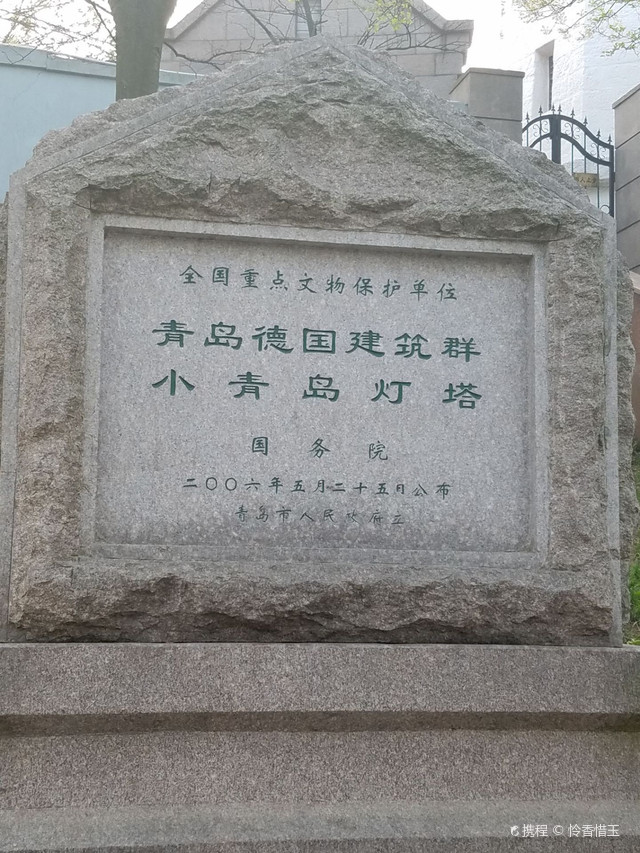 全国重点文物保护单位
青岛德国建筑群
小青岛灯塔
国务院
二〇〇六年五月二十五日公布
青岛市人民政府立
携程 © 怜香惜玉